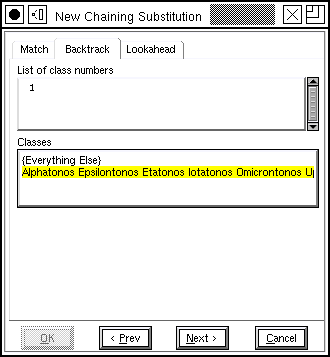 New Chaining Substitution
Match Backtrack Lookahead
List of class numbers
1
Classes
{Everything Else}
Alphatonos Epsilontonos Etatonos Iotatonos Omicrontonos Up
OK < Prev Next > Cancel